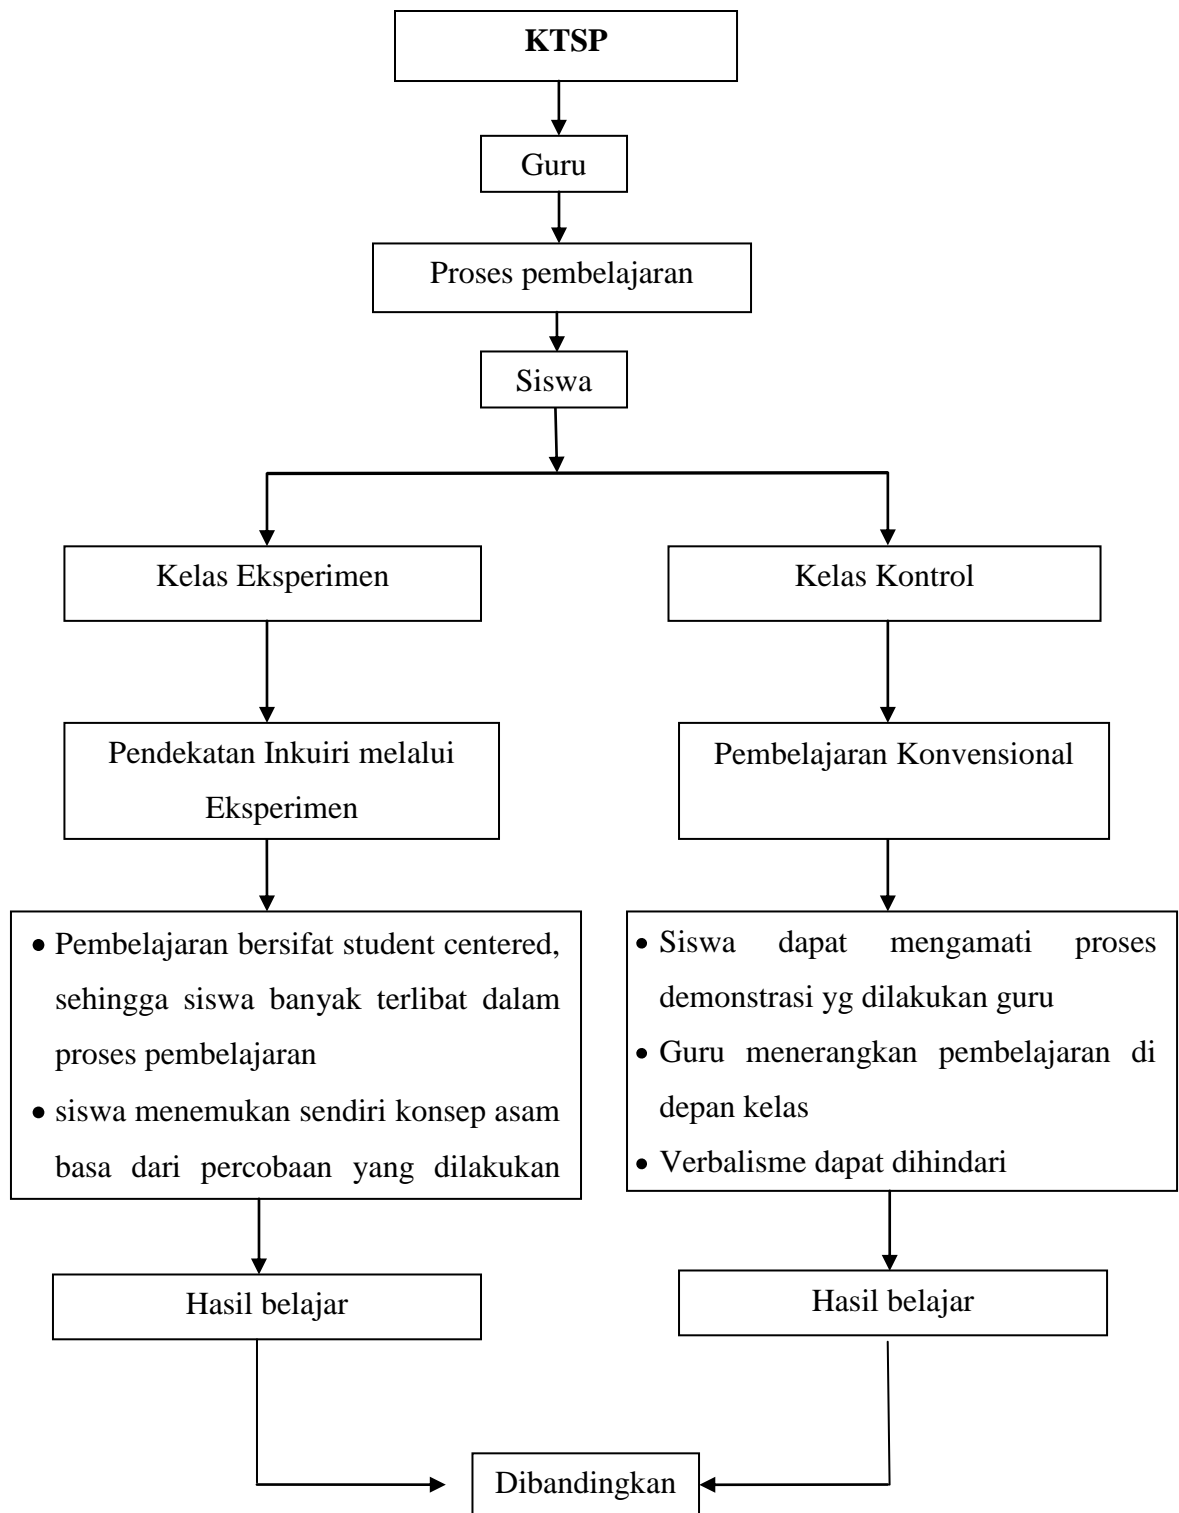 KTSP
Guru
Proses pembelajaran
Siswa
Kelas Eksperimen
Kelas Kontrol
Pendekatan Inkuiri melalui
Eksperimen
Pembelajaran Konvensional
• Pembelajaran bersifat student centered,
sehingga siswa banyak terlibat dalam
proses pembelajaran
• siswa menemukan sendiri konsep asam
basa dari percobaan yang dilakukan
• Siswa dapat mengamati proses
demonstrasi yg dilakukan guru
• Guru menerangkan pembelajaran di
depan kelas
• Verbalisme dapat dihindari
Hasil belajar
Hasil belajar
Dibandingkan